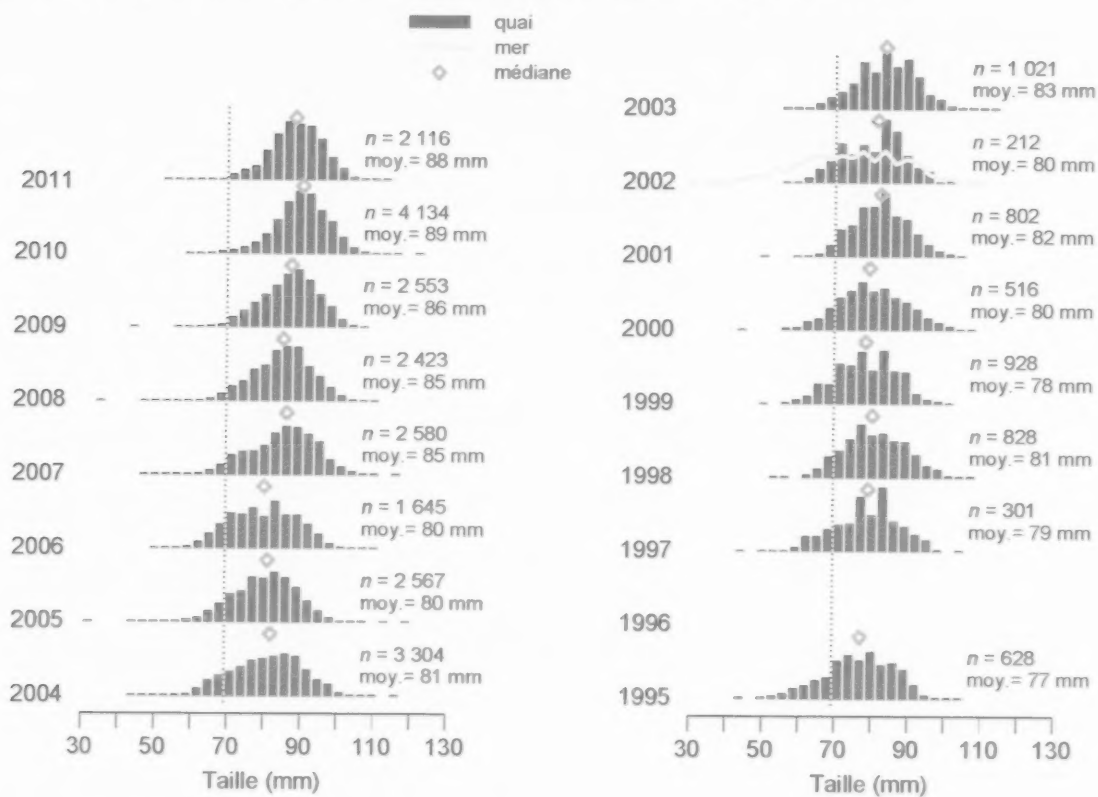 quai
mer
médiane
2011
n = 2 116
moy. = 88 mm
2010
n = 4 134
moy. = 89 mm
2009
n = 2 553
moy. = 86 mm
2008
n = 2 423
moy. = 85 mm
2007
n = 2 580
moy. = 85 mm
2006
n = 1 645
moy. = 80 mm
2005
n = 2 567
moy. = 80 mm
2004
n = 3 304
moy. = 81 mm
30 50 70 90 110 130
Taille (mm)
2003
n = 1 021
moy. = 83 mm
2002
n = 212
moy. = 80 mm
2001
n = 802
moy. = 82 mm
2000
n = 516
moy. = 80 mm
1999
n = 928
moy. = 78 mm
1998
n = 828
moy. = 81 mm
1997
n = 301
moy. = 79 mm
1996
1995
n = 628
moy. = 77 mm
30 50 70 90 110 130
Taille (mm)